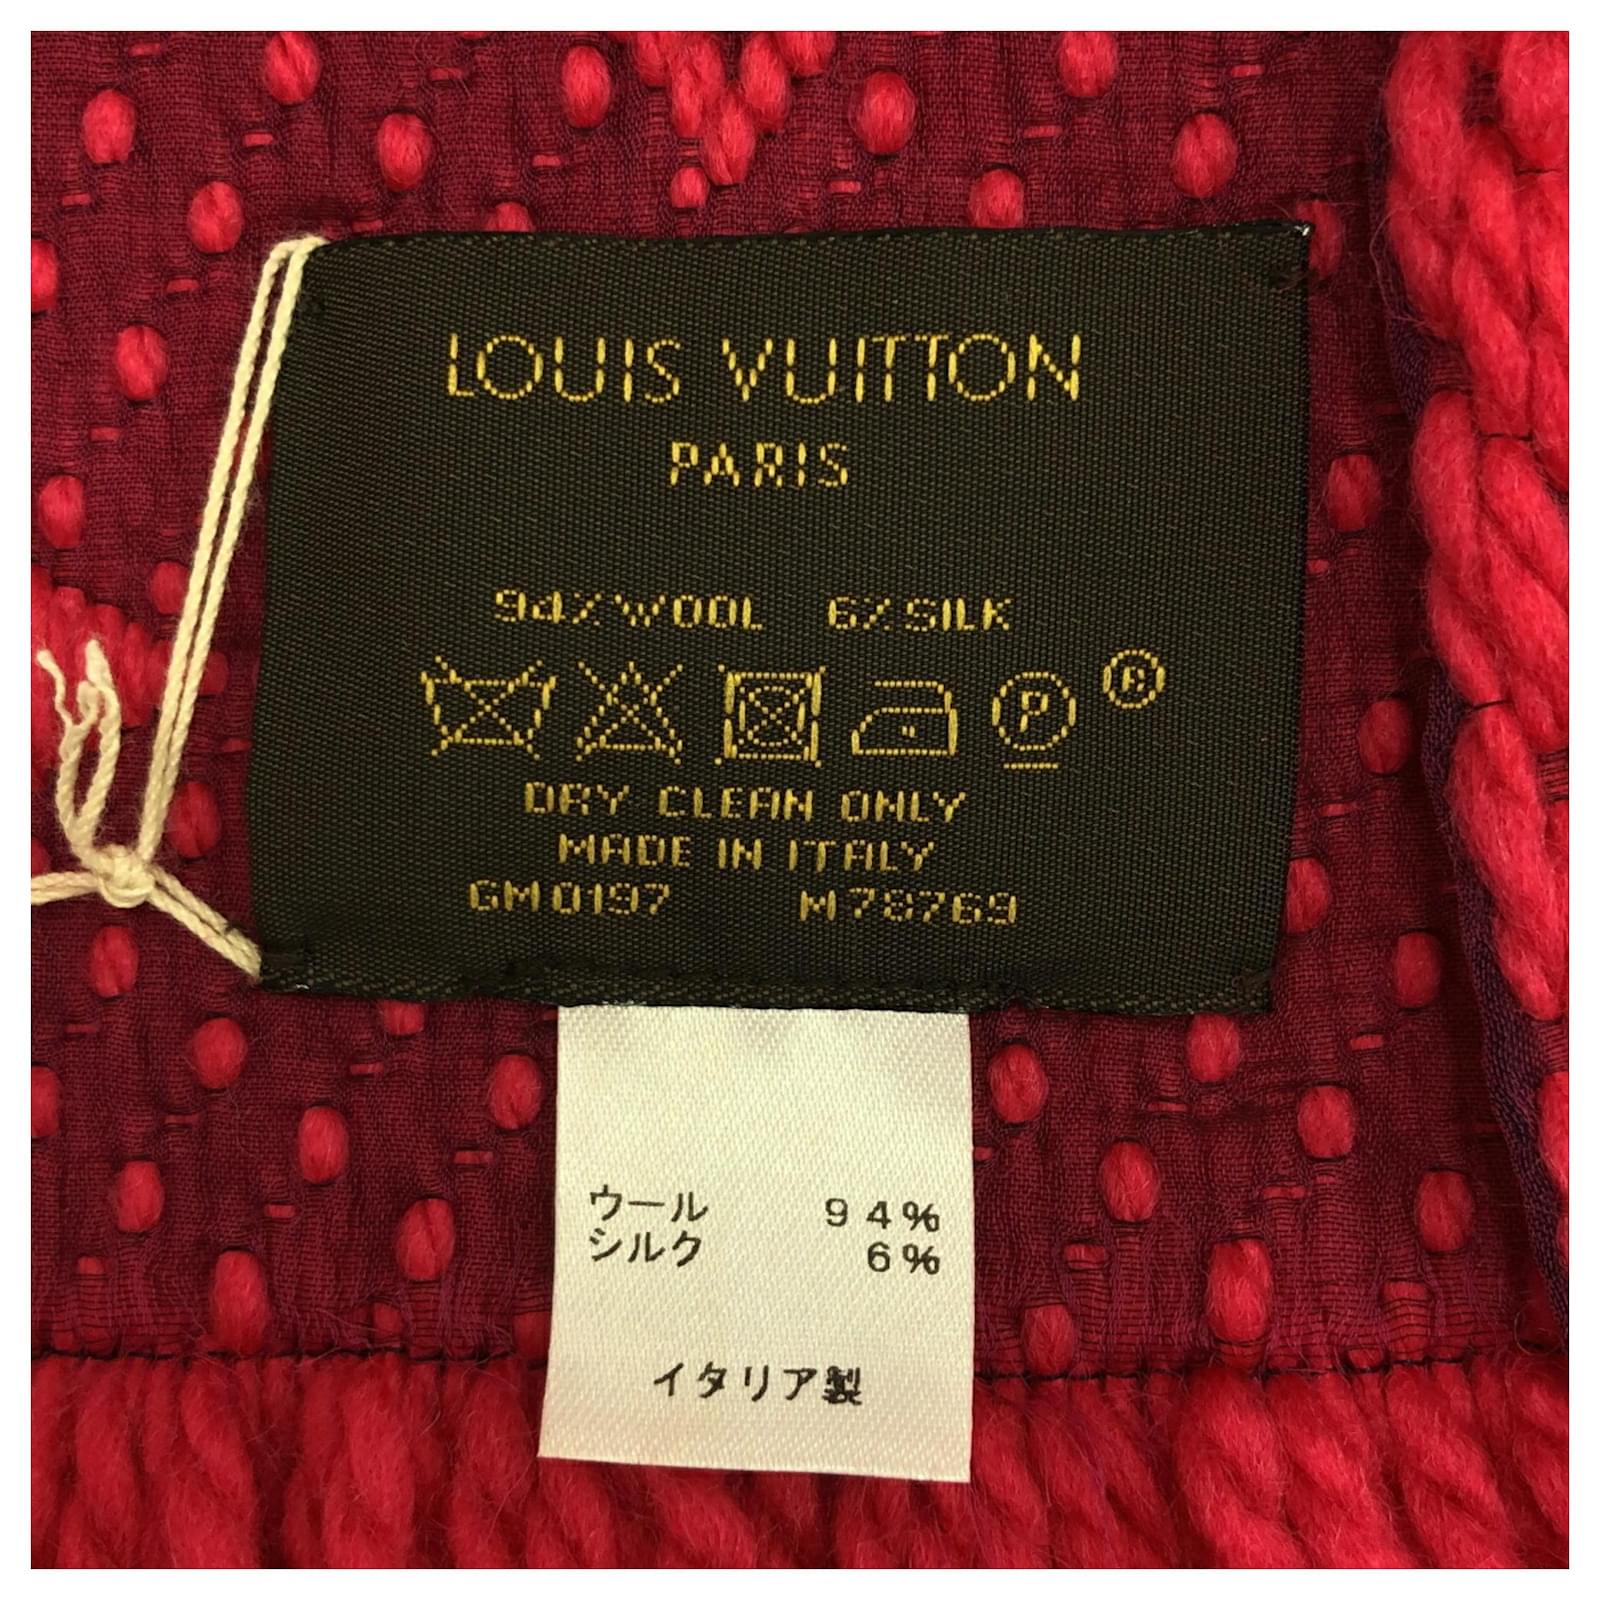 LOUIS VUITTON
PARIS
94% WOOL 6% SILK
P ®
DRY CLEAN ONLY
MADE IN ITALY
GM0197 M78769
ウール 94%
シルク 6%
イタリア製